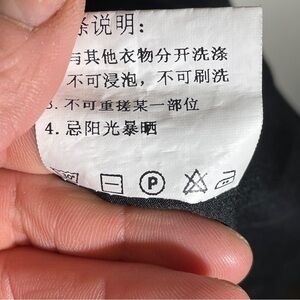 涤说明:
与其他衣物分开洗涤
不可浸泡，不可刷洗
3. 不可重搓某一部位
4. 忌阳光暴晒
P